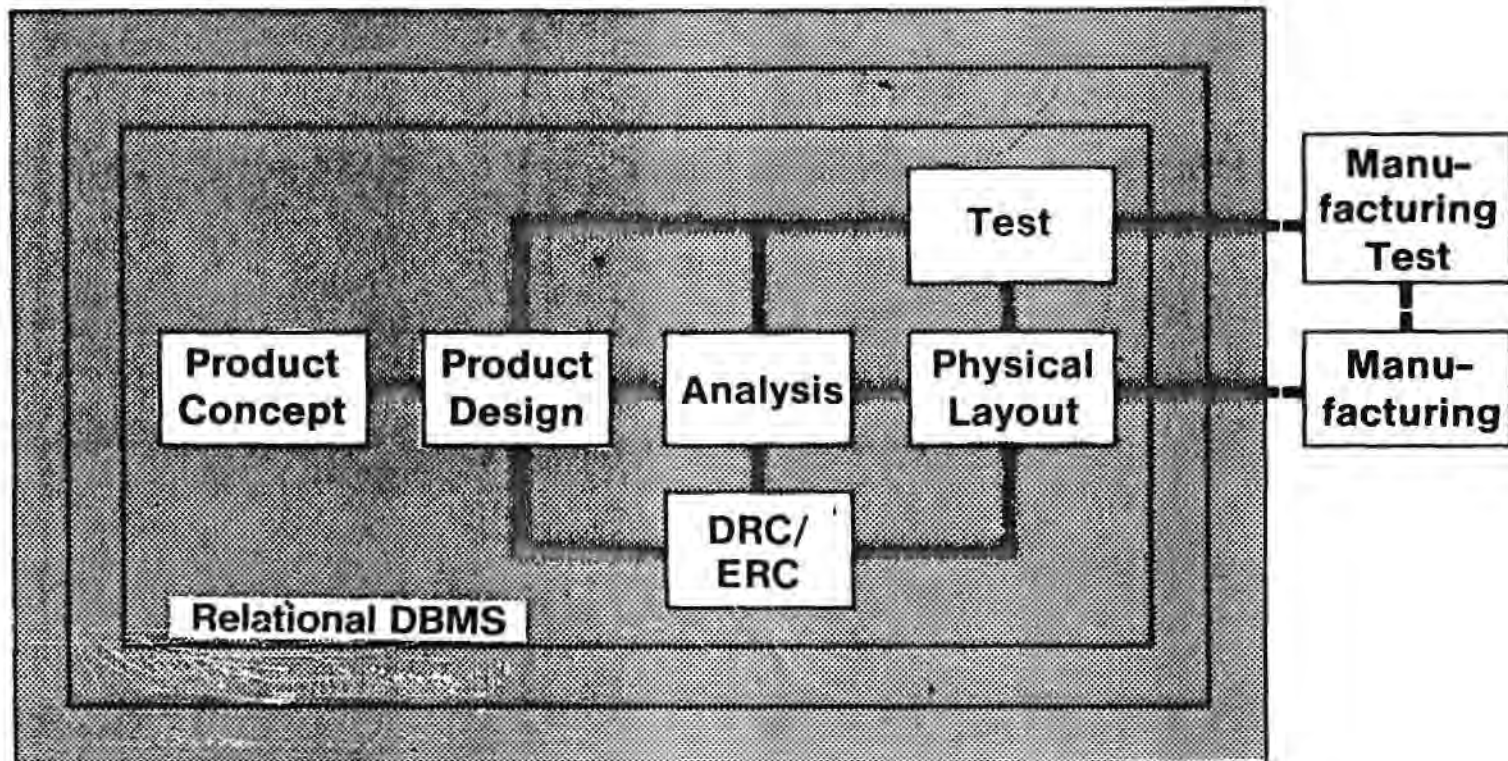 Test
Manu-
facturing
Test
Product
Concept
Product
Design
Analysis
Physical
Layout
Manu-
facturing
DRC/
ERC
Relational DBMS